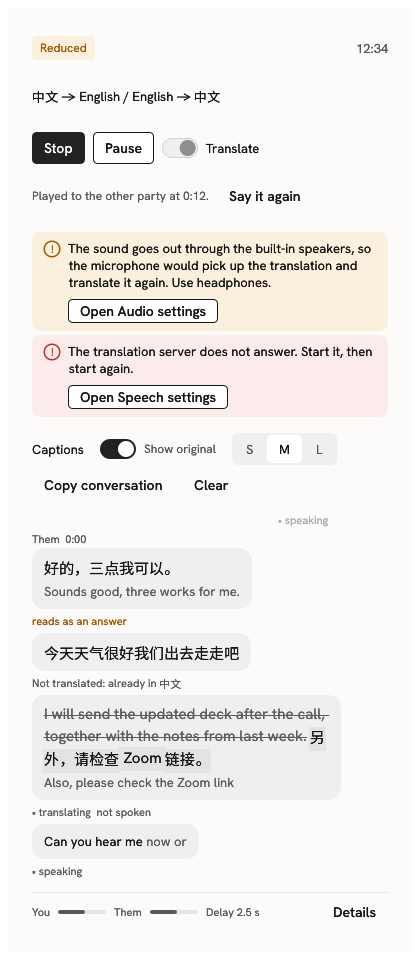 Reduced
12:34
中文 → English / English → 中文
Stop
Pause
Translate
Played to the other party at 0:12.
Say it again
The sound goes out through the built-in speakers, so
the microphone would pick up the translation and
translate it again. Use headphones.
Open Audio settings
The translation server does not answer. Start it, then
start again.
Open Speech settings
Captions
Show original
S
M
L
Copy conversation
Clear
• speaking
Them 0:00
好的，三点我可以。
Sounds good, three works for me.
reads as an answer
今天天气很好我们出去走走吧
Not translated: already in 中文
I will send the updated deck after the call,
together with the notes from last week. 另
外，请检查 Zoom 链接。
Also, please check the Zoom link
• translating not spoken
Can you hear me now or
• speaking
You
Them
Delay 2.5 s
Details